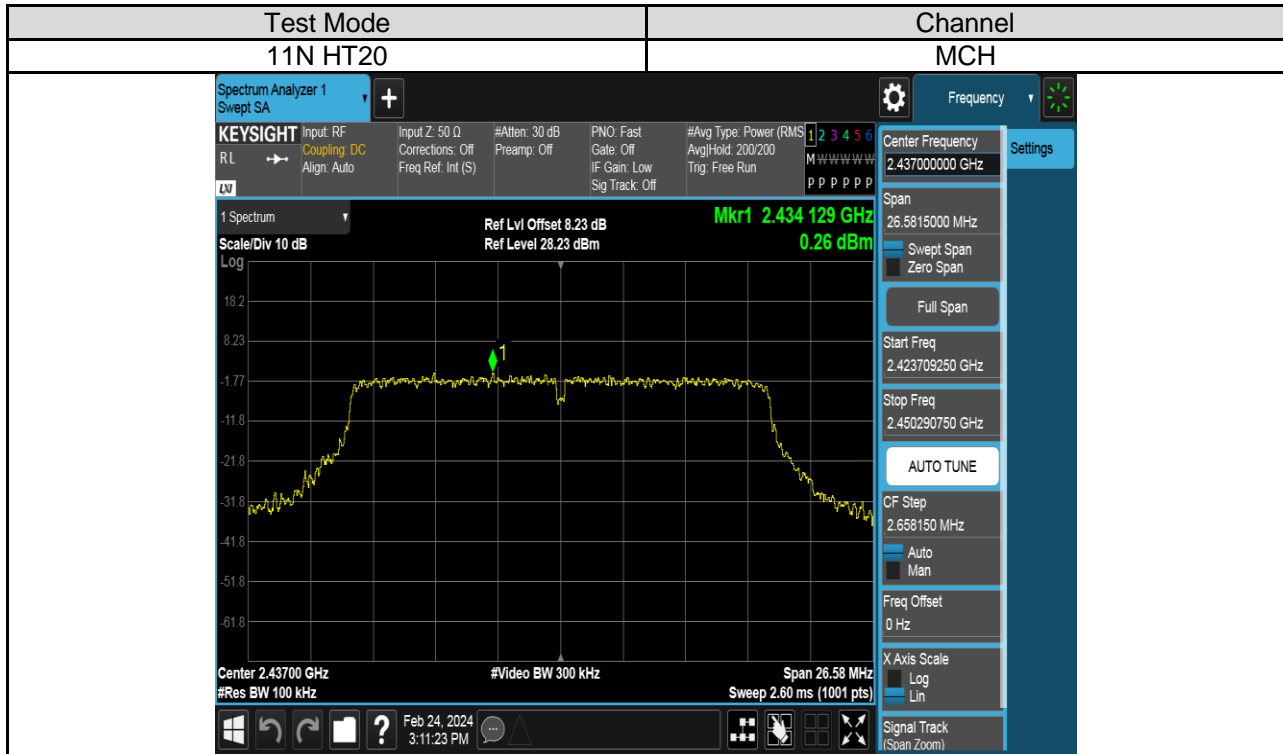 Test Mode Channel
11N HT20 MCH
Spectrum Analyzer 1
Swept SA
+
Frequency
KEYSIGHT Input: RF Input Z: 50 Ω #Atten: 30 dB PNO: Fast #Avg Type: Power (RMS 1 2 3 4 5 6
RL Coupling: DC Corrections: Off Preamp: Off Gate: Off Avg|Hold: 200/200 M W W W W W
Align: Auto Freq Ref: Int (S) IF Gain: Low Trig: Free Run
LXI Sig Track: Off P P P P P P
1 Spectrum Ref Lvl Offset 8.23 dB Mkr1 2.434 129 GHz
Scale/Div 10 dB Ref Level 28.23 dBm 0.26 dBm
Log
18.2
8.23
1
-1.77
-11.8
-21.8
-31.8
-41.8
-51.8
-61.8
Center 2.43700 GHz #Video BW 300 kHz Span 26.58 MHz
#Res BW 100 kHz Sweep 2.60 ms (1001 pts)
? Feb 24, 2024
3:11:23 PM
Center Frequency
2.437000000 GHz
Settings
Span
26.5815000 MHz
Swept Span
Zero Span
Full Span
Start Freq
2.423709250 GHz
Stop Freq
2.450290750 GHz
AUTO TUNE
CF Step
2.658150 MHz
Auto
Man
Freq Offset
0 Hz
X Axis Scale
Log
Lin
Signal Track
(Span Zoom)